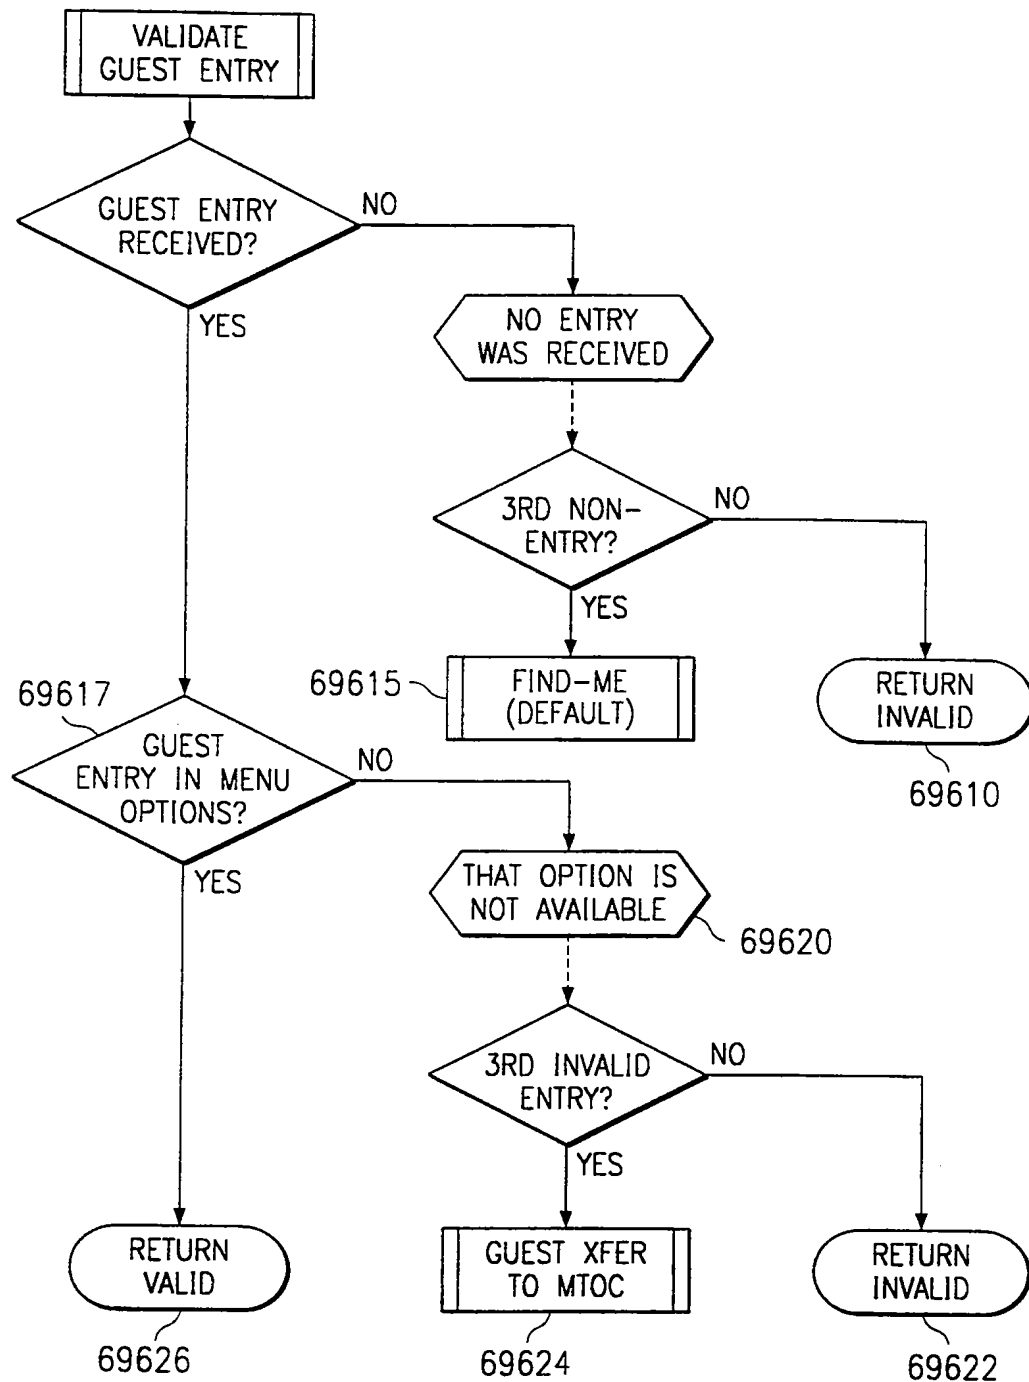 VALIDATE
GUEST ENTRY
GUEST ENTRY
RECEIVED?
NO
YES
NO ENTRY
WAS RECEIVED
3RD NON-
ENTRY?
NO
YES
69615
FIND-ME
(DEFAULT)
RETURN
INVALID
69610
69617
GUEST
ENTRY IN MENU
OPTIONS?
NO
YES
THAT OPTION IS
NOT AVAILABLE
69620
3RD INVALID
ENTRY?
NO
YES
RETURN
VALID
69626
GUEST XFER
TO MTOC
69624
RETURN
INVALID
69622